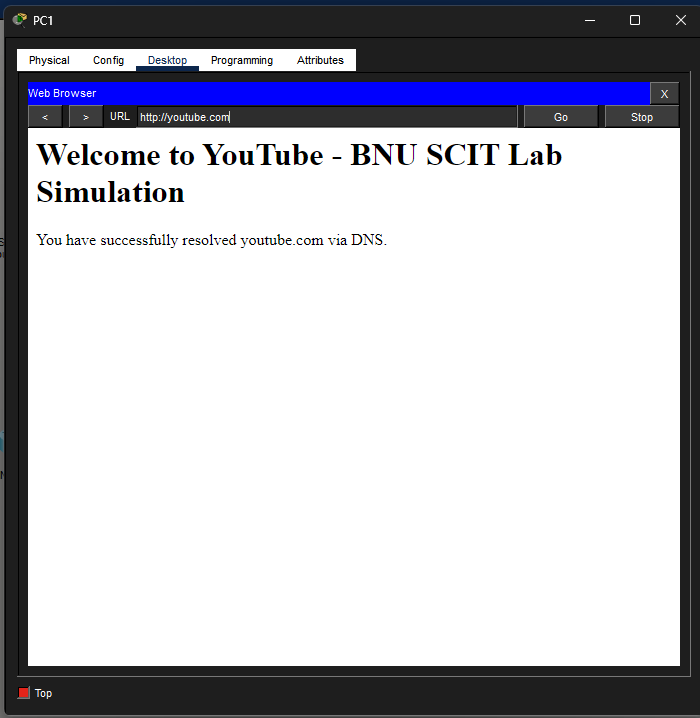 PC1
Physical Config Desktop Programming Attributes
Web Browser
X
< > URL http://youtube.com Go Stop
Welcome to YouTube - BNU SCIT Lab
Simulation
You have successfully resolved youtube.com via DNS.
Top